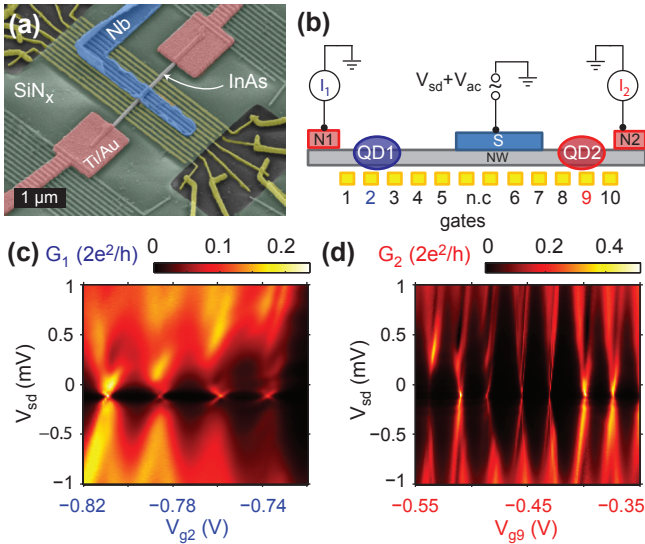 (a)
Nb
InAs
SiNx
Ti/Au
1 µm
(b)
I1
Vsd+Vac
I2
N1
QD1
S
NW
QD2
N2
1 2 3 4 5 n.c 6 7 8 9 10
gates
(c) G1 (2e²/h) 0 0.1 0.2
1
0.5
0
−0.5
−1
Vsd (mV)
−0.82 −0.78 −0.74
Vg2 (V)
(d) G2 (2e²/h) 0 0.2 0.4
1
0.5
0
−0.5
−1
Vsd (mV)
−0.55 −0.45 −0.35
Vg9 (V)